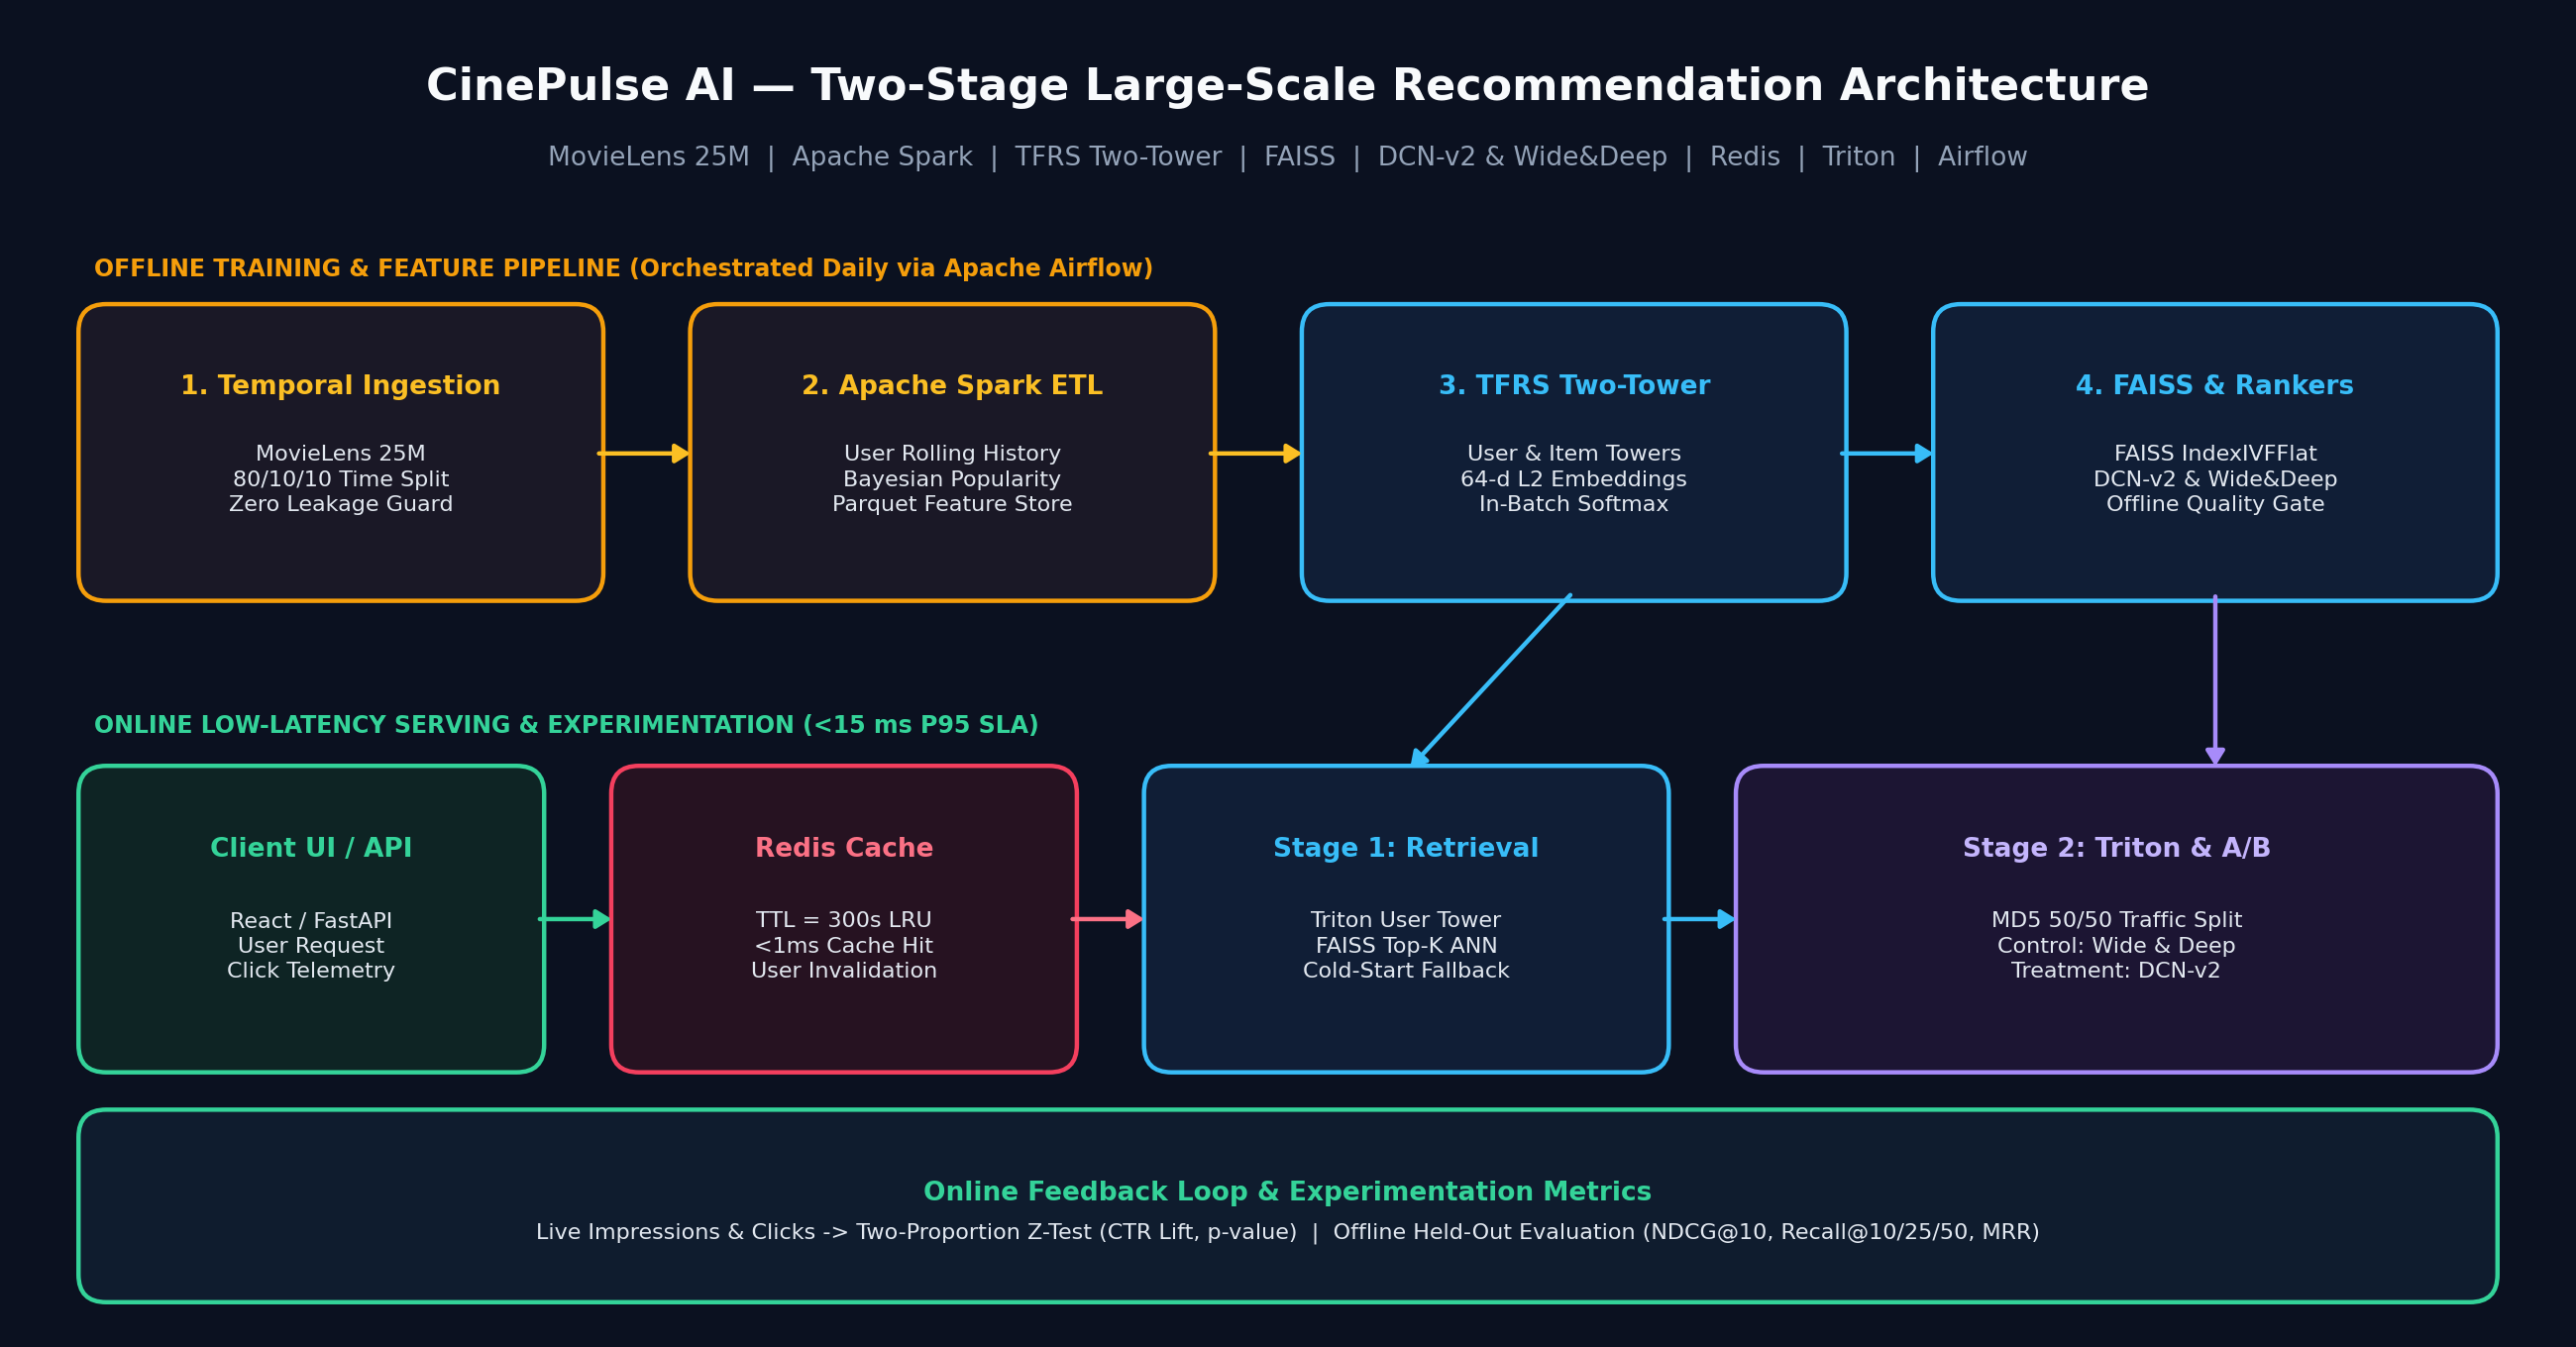 CinePulse AI — Two-Stage Large-Scale Recommendation Architecture
MovieLens 25M | Apache Spark | TFRS Two-Tower | FAISS | DCN-v2 & Wide&Deep | Redis | Triton | Airflow
OFFLINE TRAINING & FEATURE PIPELINE (Orchestrated Daily via Apache Airflow)
1. Temporal Ingestion
MovieLens 25M
80/10/10 Time Split
Zero Leakage Guard
2. Apache Spark ETL
User Rolling History
Bayesian Popularity
Parquet Feature Store
3. TFRS Two-Tower
User & Item Towers
64-d L2 Embeddings
In-Batch Softmax
4. FAISS & Rankers
FAISS IndexIVFFlat
DCN-v2 & Wide&Deep
Offline Quality Gate
ONLINE LOW-LATENCY SERVING & EXPERIMENTATION (<15 ms P95 SLA)
Client UI / API
React / FastAPI
User Request
Click Telemetry
Redis Cache
TTL = 300s LRU
<1ms Cache Hit
User Invalidation
Stage 1: Retrieval
Triton User Tower
FAISS Top-K ANN
Cold-Start Fallback
Stage 2: Triton & A/B
MD5 50/50 Traffic Split
Control: Wide & Deep
Treatment: DCN-v2
Online Feedback Loop & Experimentation Metrics
Live Impressions & Clicks -> Two-Proportion Z-Test (CTR Lift, p-value) | Offline Held-Out Evaluation (NDCG@10, Recall@10/25/50, MRR)